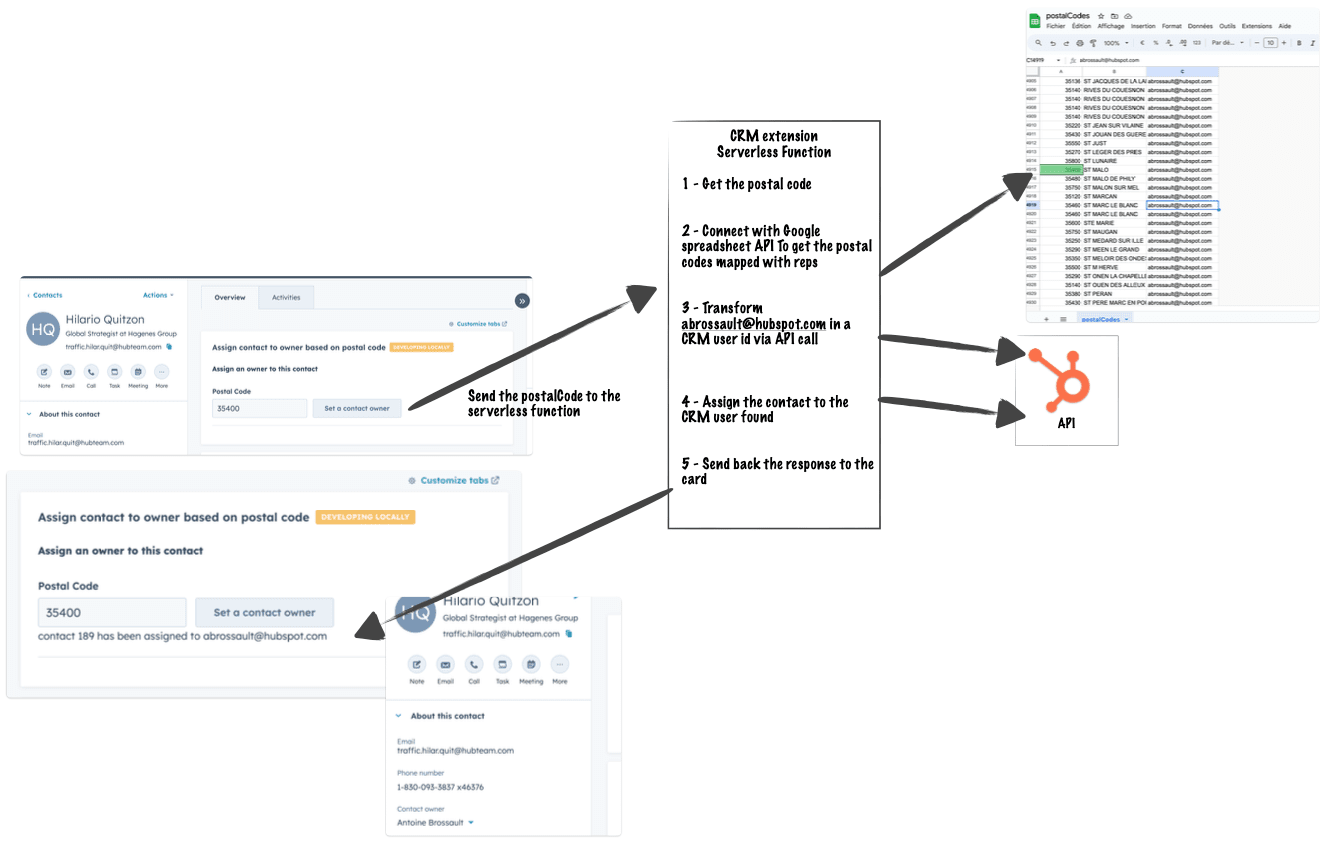 postalCodes
Fichier Édition Affichage Insertion Format Données Outils Extensions Aide
100% € % 123 Par dé... 10 B I
C14919 fx abrossault@hubspot.com
A B C
4905 35136 ST JACQUES DE LA LA abrossault@hubspot.com
4906 35140 RIVES DU COUESNON abrossault@hubspot.com
4907 35140 RIVES DU COUESNON abrossault@hubspot.com
4908 35140 RIVES DU COUESNON abrossault@hubspot.com
4909 35140 RIVES DU COUESNON abrossault@hubspot.com
4910 35220 ST JEAN SUR VILAINE abrossault@hubspot.com
4911 35430 ST JOUAN DES GUERE abrossault@hubspot.com
4912 35550 ST JUST abrossault@hubspot.com
4913 35270 ST LEGER DES PRES abrossault@hubspot.com
4914 35800 ST LUNAIRE abrossault@hubspot.com
4915 ST MALO abrossault@hubspot.com
35480 ST MALO DE PHILY abrossault@hubspot.com
4917 35750 ST MALON SUR MEL abrossault@hubspot.com
4918 35120 ST MARCAN abrossault@hubspot.com
4919 35460 ST MARC LE BLANC abrossault@hubspot.com
4920 35460 ST MARC LE BLANC abrossault@hubspot.com
4921 35600 STE MARIE abrossault@hubspot.com
4922 35750 ST MAUGAN abrossault@hubspot.com
4923 35250 ST MEDARD SUR ILLE abrossault@hubspot.com
4924 35290 ST MEEN LE GRAND abrossault@hubspot.com
4925 35350 ST MELOIR DES ONDES abrossault@hubspot.com
4926 35500 ST M HERVE abrossault@hubspot.com
4927 35290 ST ONEN LA CHAPELLE abrossault@hubspot.com
4928 35140 ST OUEN DES ALLEUX abrossault@hubspot.com
4929 35380 ST PERAN abrossault@hubspot.com
4930 35430 ST PERE MARC EN POU abrossault@hubspot.com
postalCodes
CRM extension
Serverless Function
1 - Get the postal code
2 - Connect with Google
spreadsheet API To get the postal
codes mapped with reps
3 - Transform
abrossault@hubspot.com in a
CRM user id via API call
4 - Assign the contact to the
CRM user found
5 - Send back the response to the
card
API
Contacts
Actions
Overview
Activities
HQ
Hilario Quitzon
Global Strategist at Hagenes Group
traffic.hilar.quit@hubteam.com
Note Email Call Task Meeting More
About this contact
Email
traffic.hilar.quit@hubteam.com
Customize tabs
Assign contact to owner based on postal code DEVELOPING LOCALLY
Assign an owner to this contact
Postal Code
35400 Set a contact owner
Send the postalCode to the
serverless function
Customize tabs
Assign contact to owner based on postal code DEVELOPING LOCALLY
Assign an owner to this contact
Postal Code
35400 Set a contact owner
contact 189 has been assigned to abrossault@hubspot.com
HQ
Hilario Quitzon
Global Strategist at Hagenes Group
traffic.hilar.quit@hubteam.com
Note Email Call Task Meeting More
About this contact
Email
traffic.hilar.quit@hubteam.com
Phone number
1-830-093-3837 x46376
Contact owner
Antoine Brossault